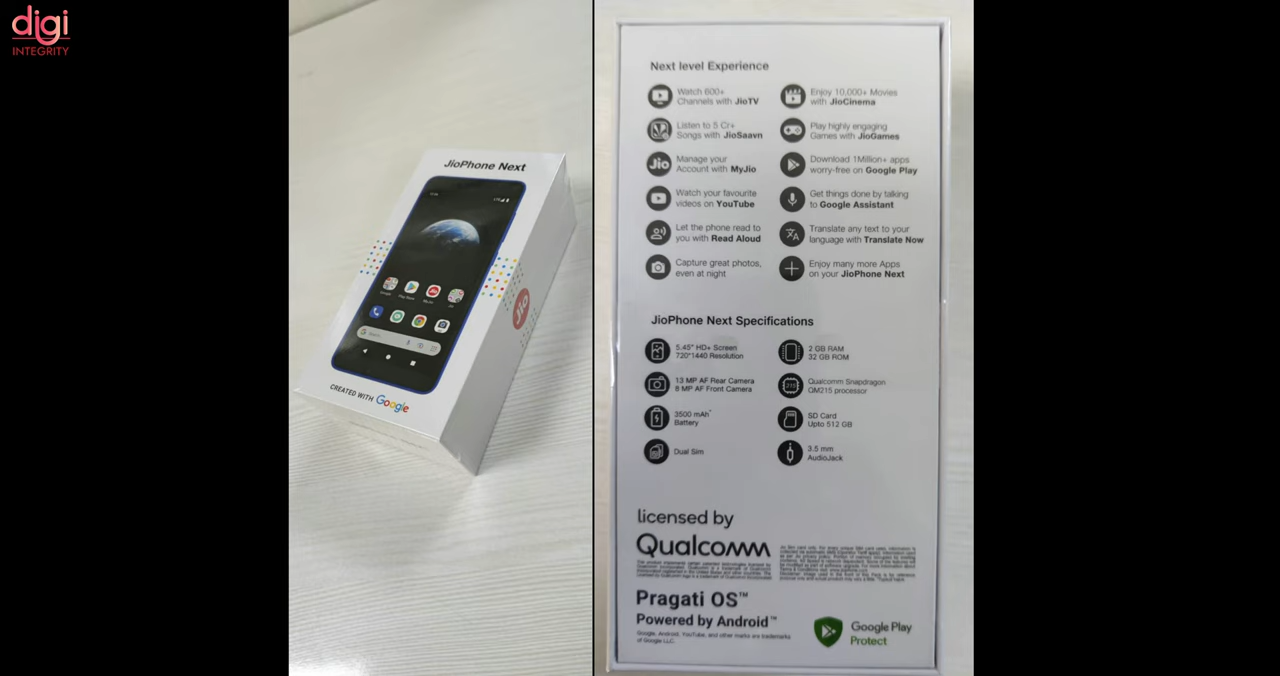 digi
INTEGRITY
JioPhone Next
Jio
CREATED WITH Google
Next level Experience
Watch 600+
Channels with JioTV
Enjoy 10,000+ Movies
with JioCinema
Listen to 5 Cr+
Songs with JioSaavn
Play highly engaging
Games with JioGames
Jio
Manage your
Account with MyJio
Download 1Million+ apps
worry-free on Google Play
Watch your favourite
videos on YouTube
Get things done by talking
to Google Assistant
Let the phone read to
you with Read Aloud
Translate any text to your
language with Translate Now
Capture great photos,
even at night
Enjoy many more Apps
on your JioPhone Next
JioPhone Next Specifications
5.45" HD+ Screen
720*1440 Resolution
2 GB RAM
32 GB ROM
13 MP AF Rear Camera
8 MP AF Front Camera
215
Qualcomm Snapdragon
QM215 processor
3500 mAh*
Battery
SD Card
Upto 512 GB
Dual Sim
3.5 mm
AudioJack
licensed by
Qualcomm
Pragati OS™
Powered by Android™
Google, Android, YouTube, and other marks are trademarks
of Google LLC.
Google Play
Protect